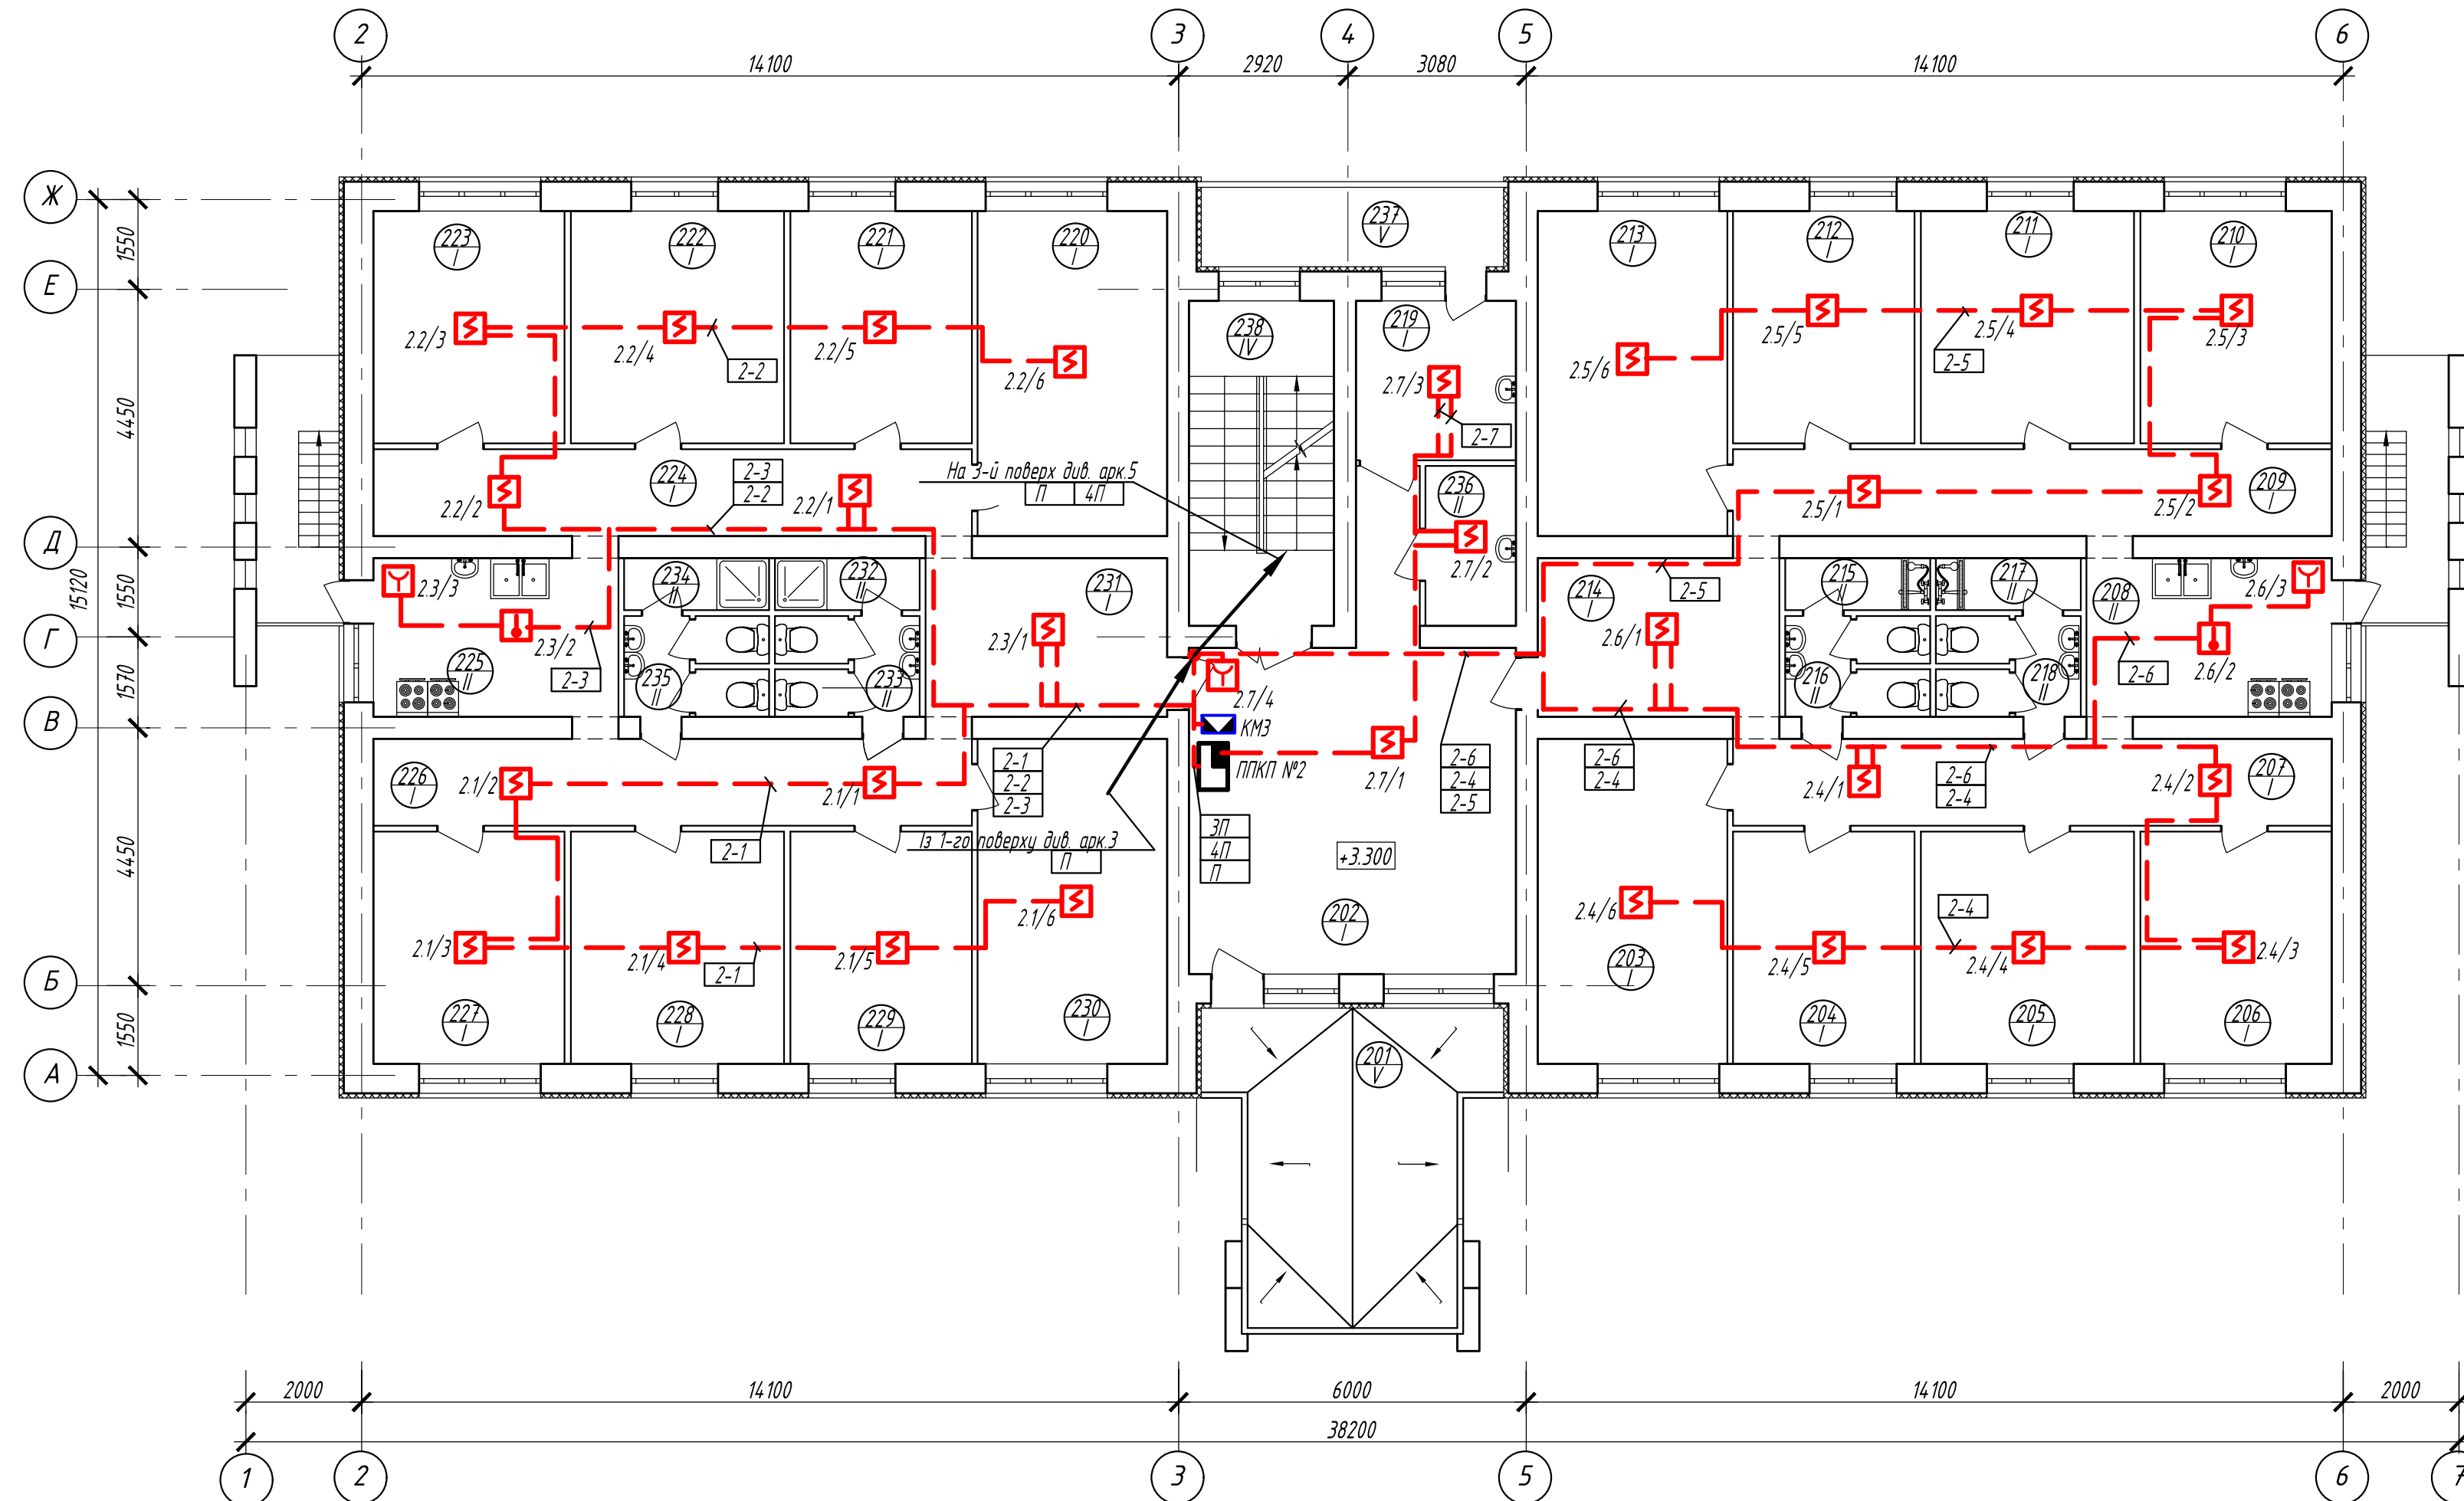 2
3
4
5
6
14100
2920
3080
14100
Ж
Е
Д
Г
В
Б
А
1550
4450
1550
1570
4450
1550
15120
223
I
222
I
221
I
220
I
237
V
213
I
212
I
211
I
210
I
238
IV
219
I
2.2/3
2.2/4
2.2/5
2.2/6
2-2
2.7/3
2-7
2.5/6
2.5/5
2.5/4
2.5/3
2-5
224
I
2-3
2-2
2.2/2
2.2/1
На 3-й поверх див. арк.5
П
4П
236
II
2.7/2
2.5/1
2.5/2
209
I
2.3/3
2.3/2
2-3
225
II
234
II
232
II
235
II
233
II
231
I
2.3/1
2.7/4
КМЗ
ППКП №2
2.7/1
214
I
2-5
2.6/1
215
II
217
II
216
II
218
II
208
II
2.6/3
2.6/2
2-6
226
I
2.1/2
2.1/1
2-1
2-1
2-2
2-3
Із 1-го поверху див. арк.3
П
3П
4П
П
+3.300
2-6
2-4
2-5
2-6
2-4
2.4/1
2-6
2-4
2.4/2
207
I
2.1/3
2.1/4
2-1
2.1/5
2.1/6
202
I
2.4/6
203
I
2.4/5
2-4
2.4/4
2.4/3
227
I
228
I
229
I
230
I
201
V
204
I
205
I
206
I
2000
14100
6000
14100
2000
38200
1
2
3
5
6
7